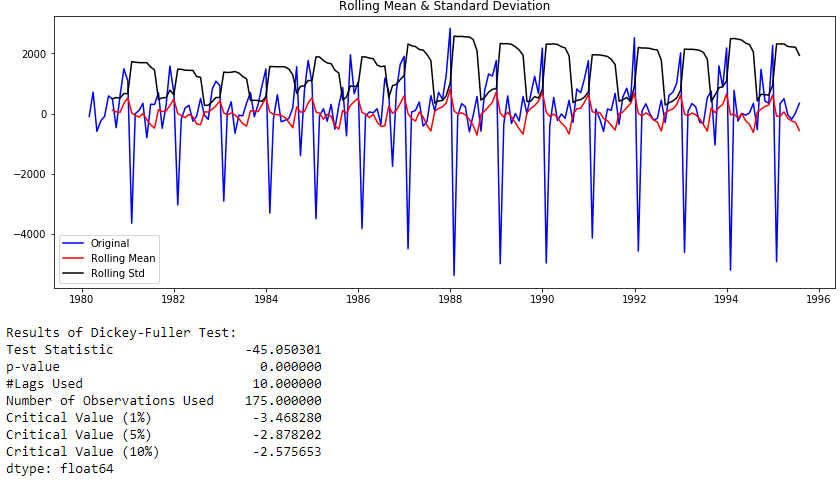 Rolling Mean & Standard Deviation
2000
0
−2000
−4000
Original
Rolling Mean
Rolling Std
1980 1982 1984 1986 1988 1990 1992 1994 1996
Results of Dickey-Fuller Test:
Test Statistic -45.050301
p-value 0.000000
#Lags Used 10.000000
Number of Observations Used 175.000000
Critical Value (1%) -3.468280
Critical Value (5%) -2.878202
Critical Value (10%) -2.575653
dtype: float64